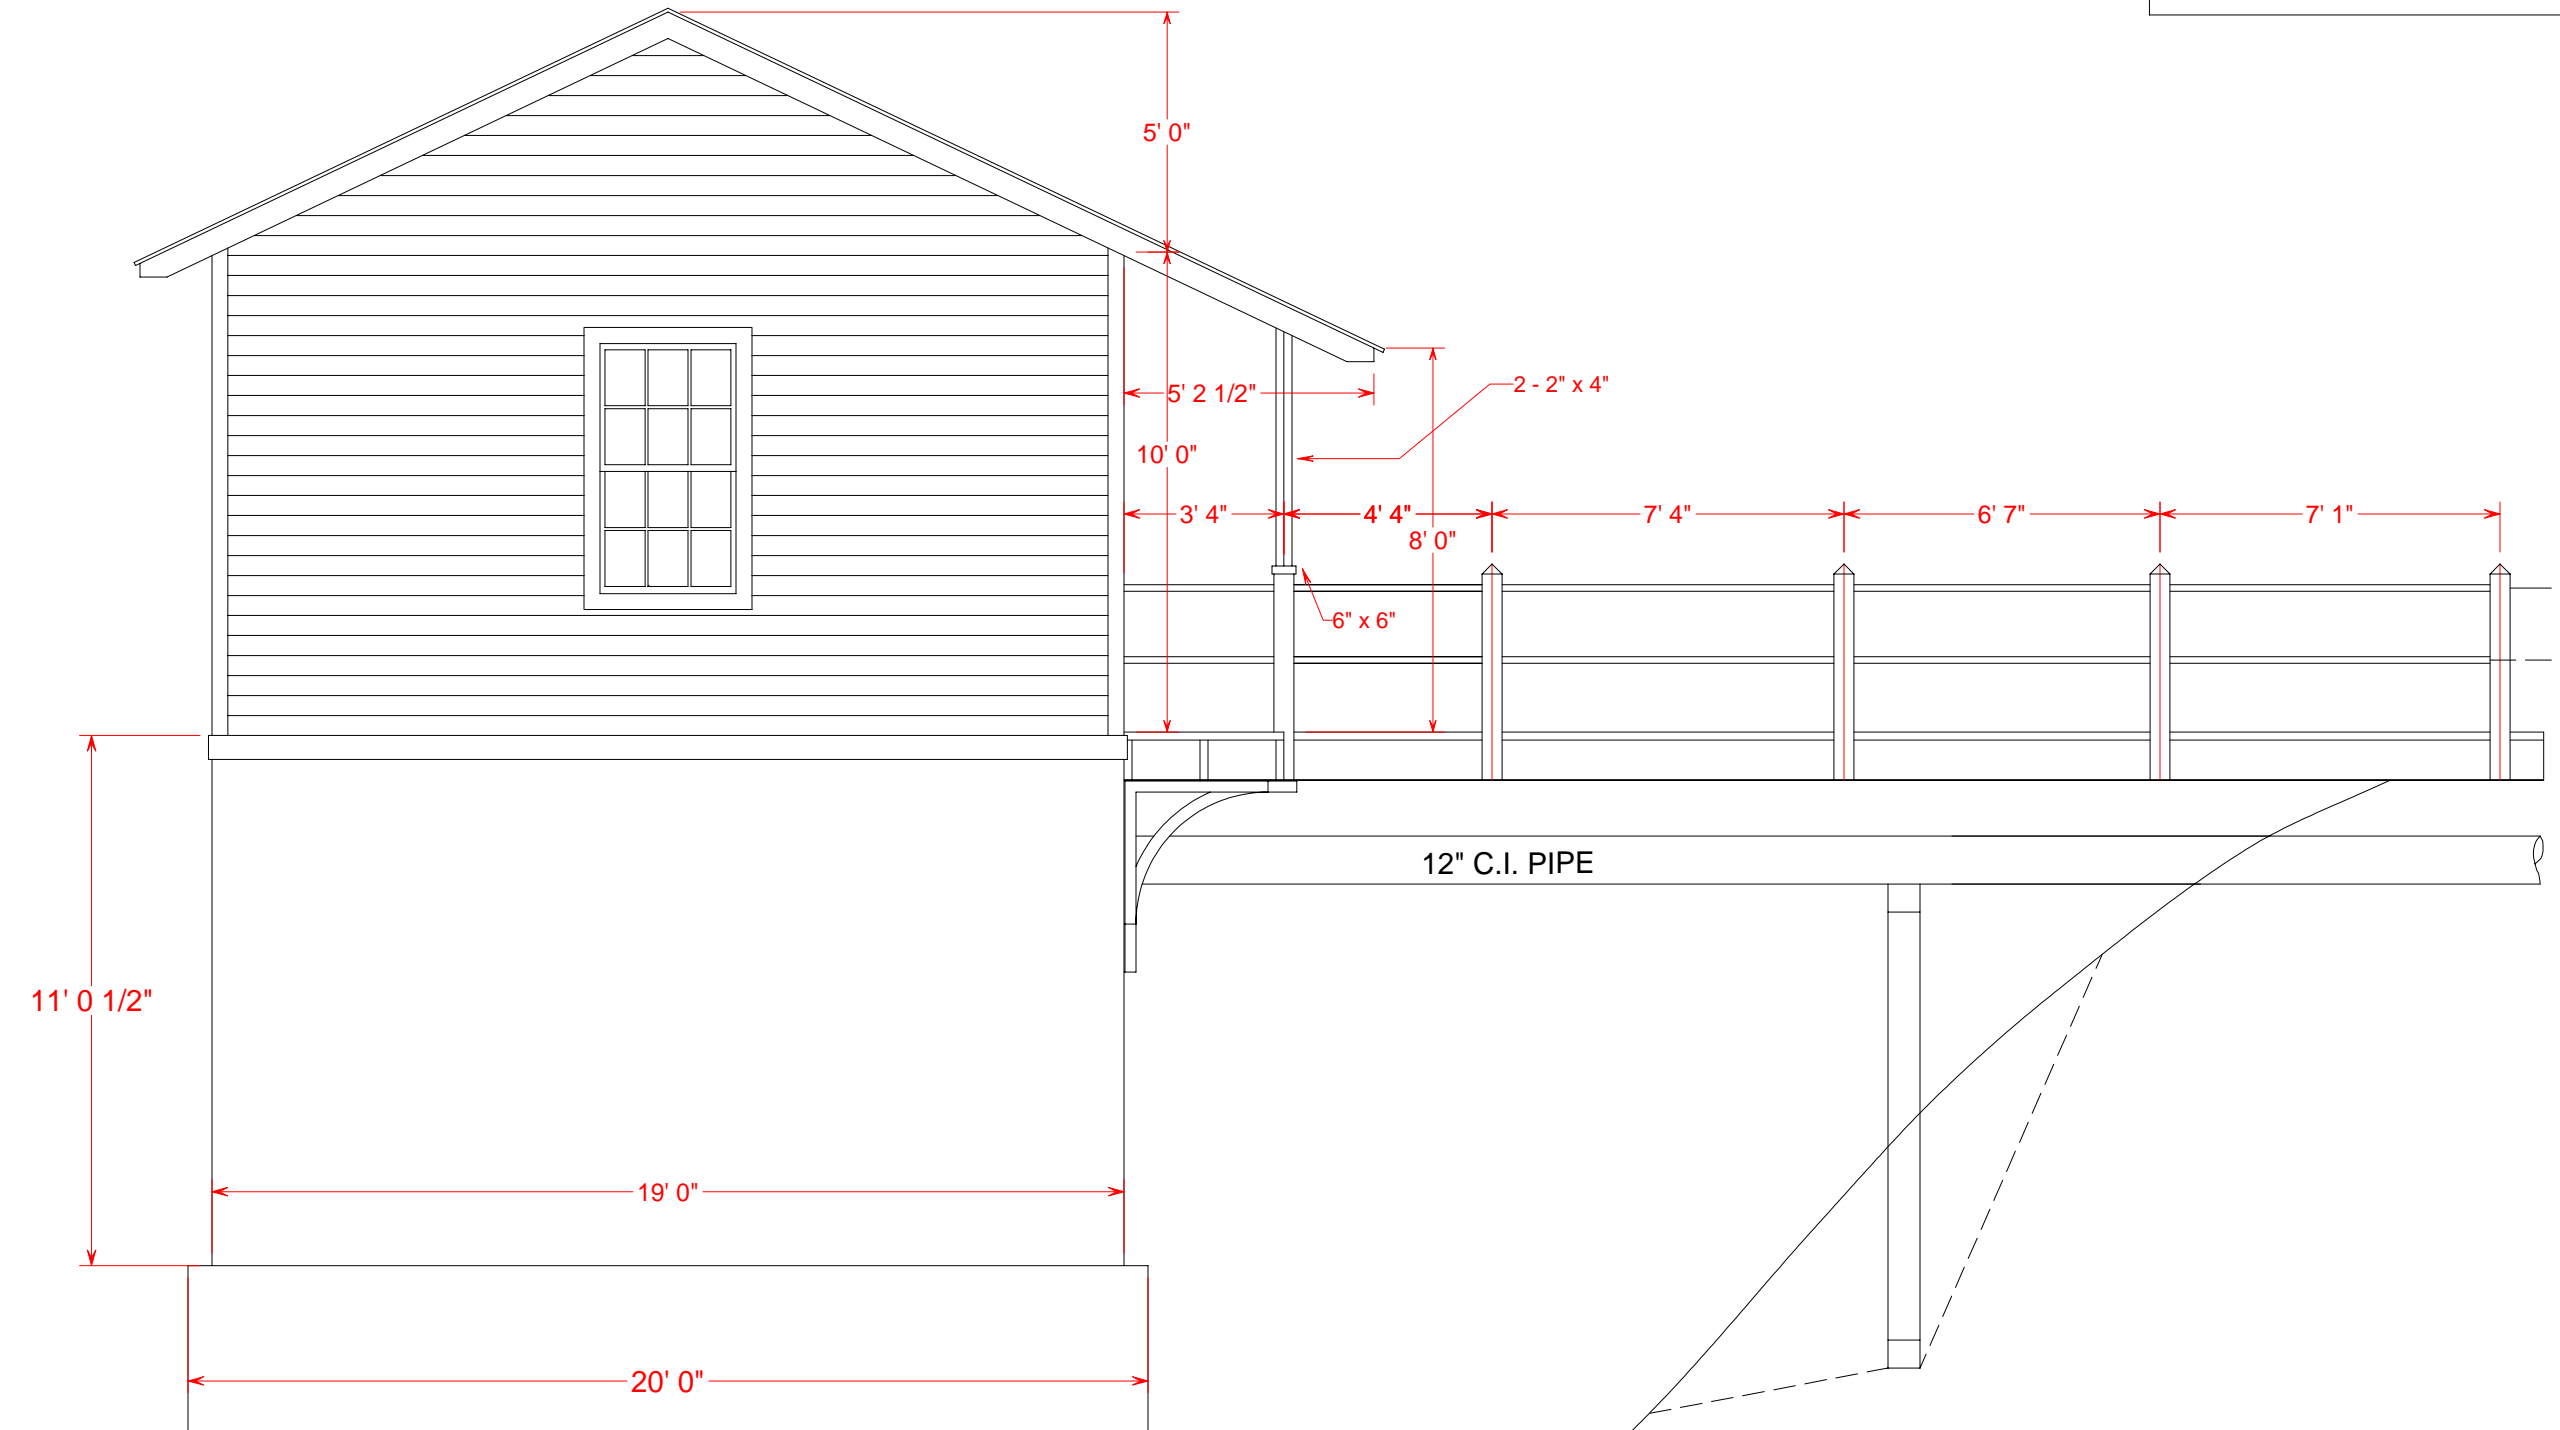 5' 0"
2 - 2" x 4"
5' 2 1/2"
10' 0"
3' 4"
4' 4"
7' 4"
6' 7"
7' 1"
8' 0"
6" x 6"
12" C.I. PIPE
11' 0 1/2"
19' 0"
20' 0"